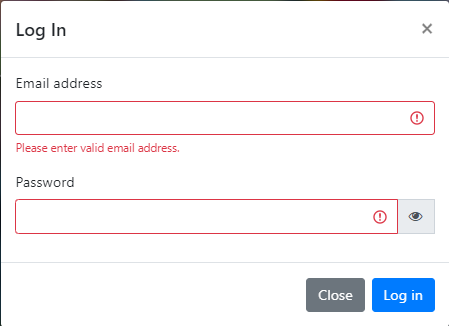 Log In
×
Email address
Please enter valid email address.
Password
Close
Log in